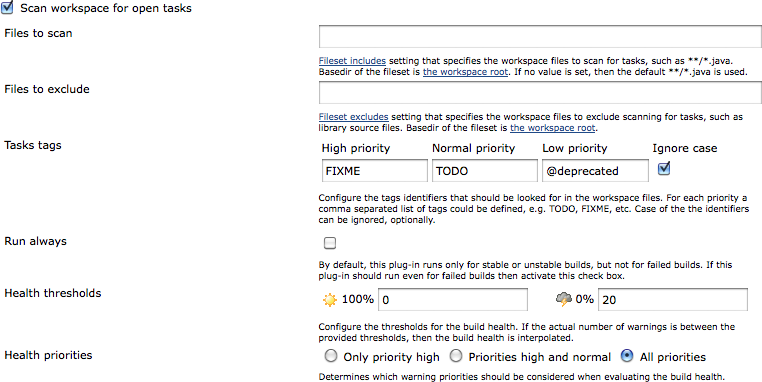 Scan workspace for open tasks
Files to scan
Fileset includes setting that specifies the workspace files to scan for tasks, such as **/*.java.
Basedir of the fileset is the workspace root. If no value is set, then the default **/*.java is used.
Files to exclude
Fileset excludes setting that specifies the workspace files to exclude scanning for tasks, such as
library source files. Basedir of the fileset is the workspace root.
Tasks tags
High priority Normal priority Low priority Ignore case
FIXME TODO @deprecated
Configure the tags identifiers that should be looked for in the workspace files. For each priority a
comma separated list of tags could be defined, e.g. TODO, FIXME, etc. Case of the the identifiers
can be ignored, optionally.
Run always
By default, this plug-in runs only for stable or unstable builds, but not for failed builds. If this
plug-in should run even for failed builds then activate this check box.
Health thresholds
100% 0 0% 20
Configure the thresholds for the build health. If the actual number of warnings is between the
provided thresholds, then the build health is interpolated.
Health priorities
Only priority high Priorities high and normal All priorities
Determines which warning priorities should be considered when evaluating the build health.